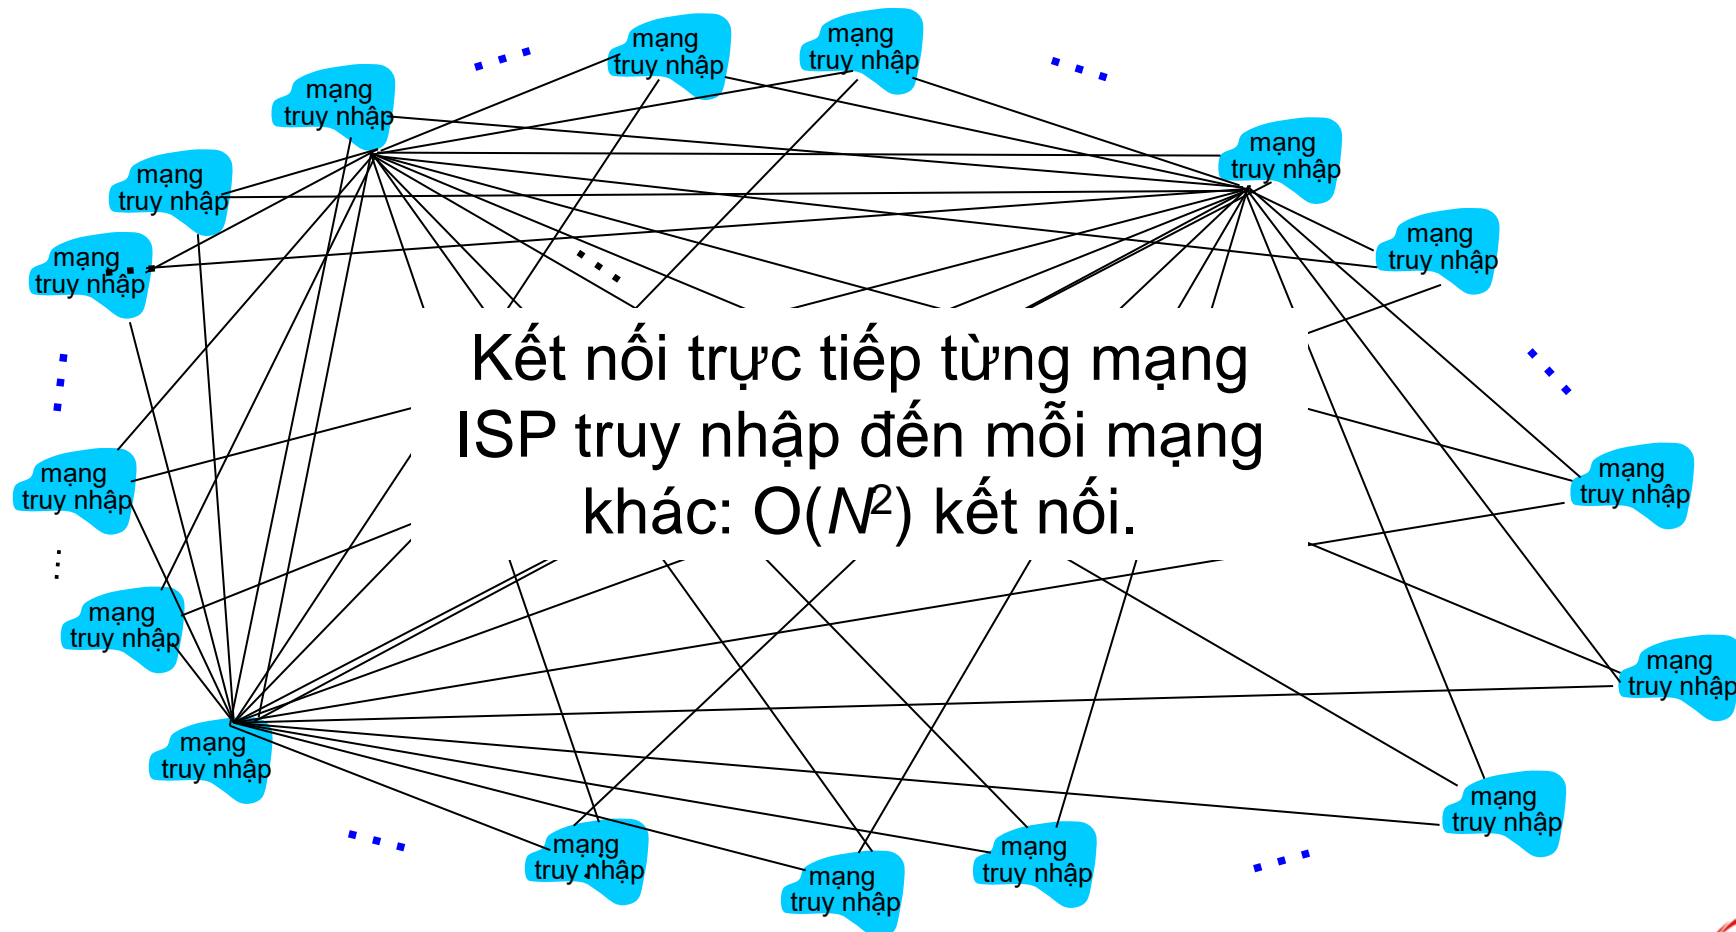 mạng
truy nhập
mạng
truy nhập
mạng
truy nhập
mạng
truy nhập
mạng
truy nhập
mạng
truy nhập
mạng
truy nhập
mạng
truy nhập
Kết nối trực tiếp từng mạng
ISP truy nhập đến mỗi mạng
khác: O(N²) kết nối.
mạng
truy nhập
mạng
truy nhập
mạng
truy nhập
mạng
truy nhập
mạng
truy nhập
mạng
truy nhập
mạng
truy nhập
mạng
truy nhập
mạng
truy nhập